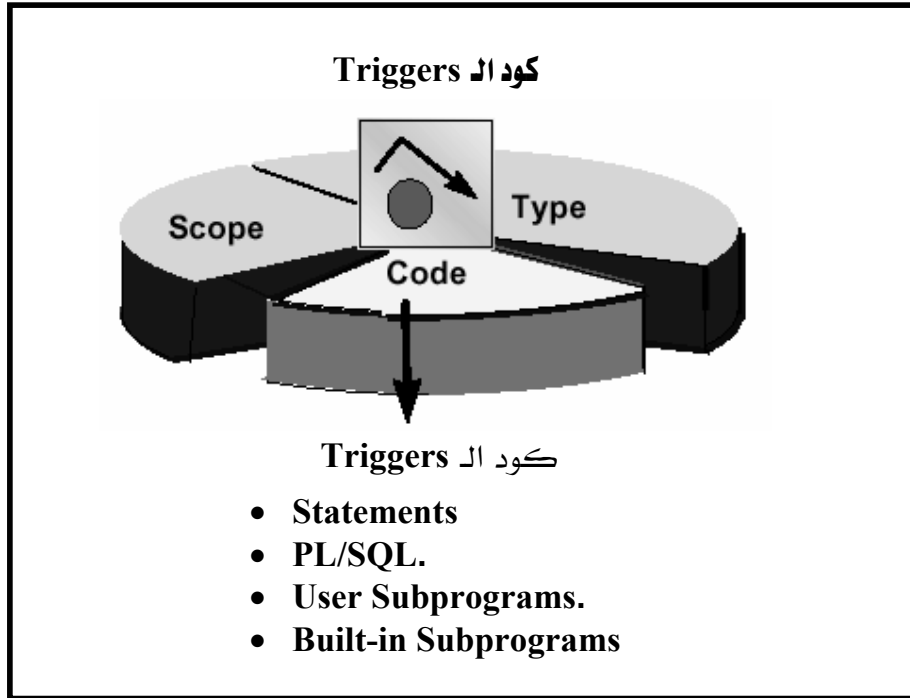 كود الـ Triggers
Type
Scope
Code
كود الـ Triggers
• Statements
• PL/SQL.
• User Subprograms.
• Built-in Subprograms